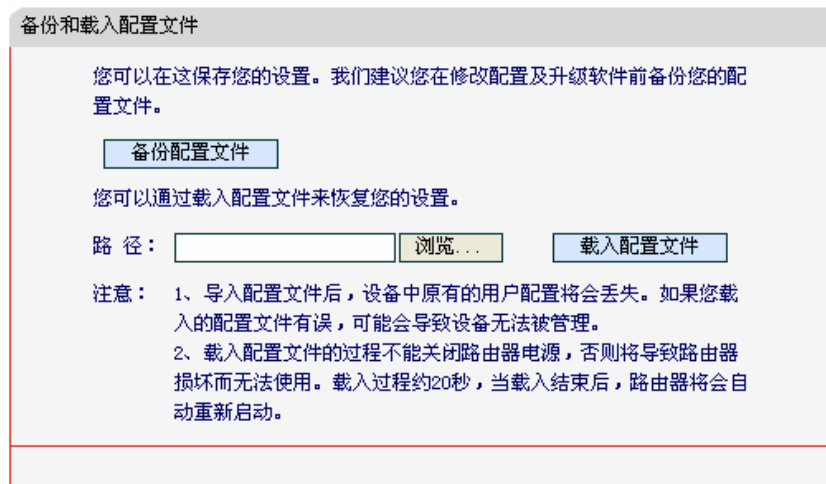 备份和载入配置文件
您可以在这保存您的设置。我们建议您在修改配置及升级软件前备份您的配
置文件。
备份配置文件
您可以通过载入配置文件来恢复您的设置。
路 径： 浏览... 载入配置文件
注意： 1、导入配置文件后，设备中原有的用户配置将会丢失。如果您载
入的配置文件有误，可能会导致设备无法被管理。
2、载入配置文件的过程不能关闭路由器电源，否则将导致路由器
损坏而无法使用。载入过程约20秒，当载入结束后，路由器将会自
动重新启动。